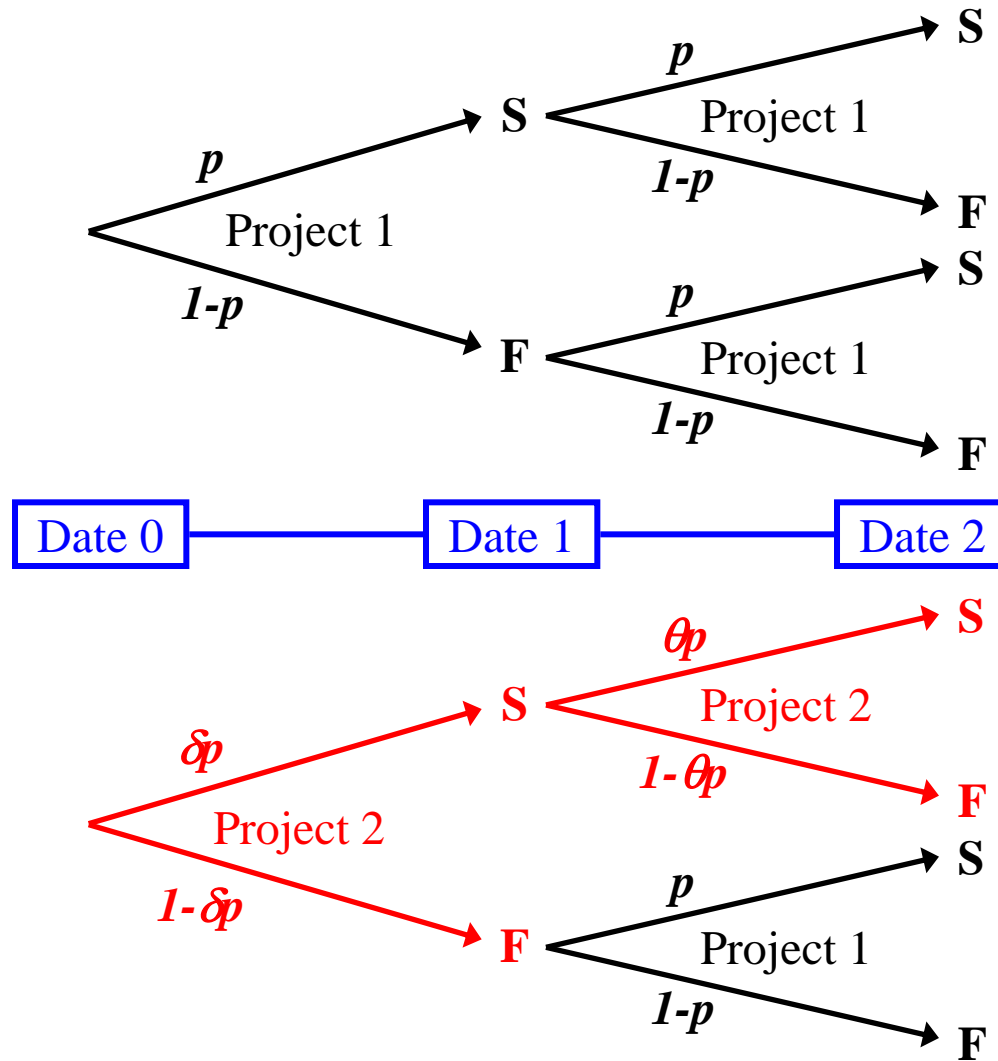 S
p
Project 1
S
1-p
p
F
Project 1
S
1-p
p
F
Project 1
1-p
F
Date 0
Date 1
Date 2
S
θp
S
Project 2
δp
1-θp
F
Project 2
S
1-δp
p
F
Project 1
1-p
F